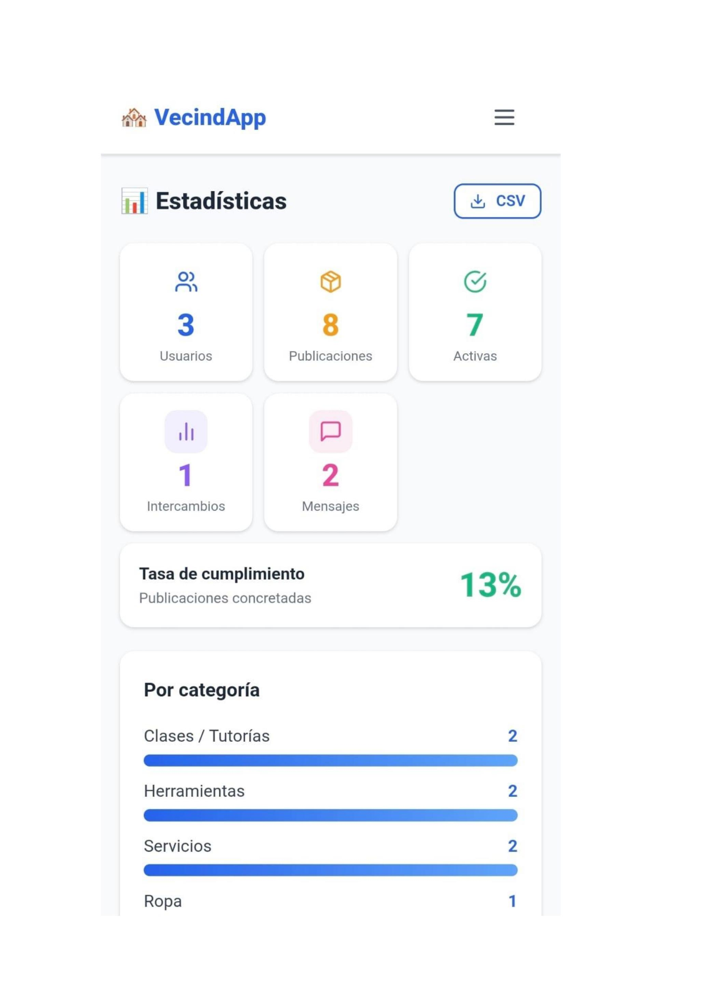 VecindApp
Estadísticas
CSV
3
8
7
Usuarios
Publicaciones
Activas
1
2
Intercambios
Mensajes
Tasa de cumplimiento
Publicaciones concretadas
13%
Por categoría
Clases / Tutorías 2
Herramientas 2
Servicios 2
Ropa 1